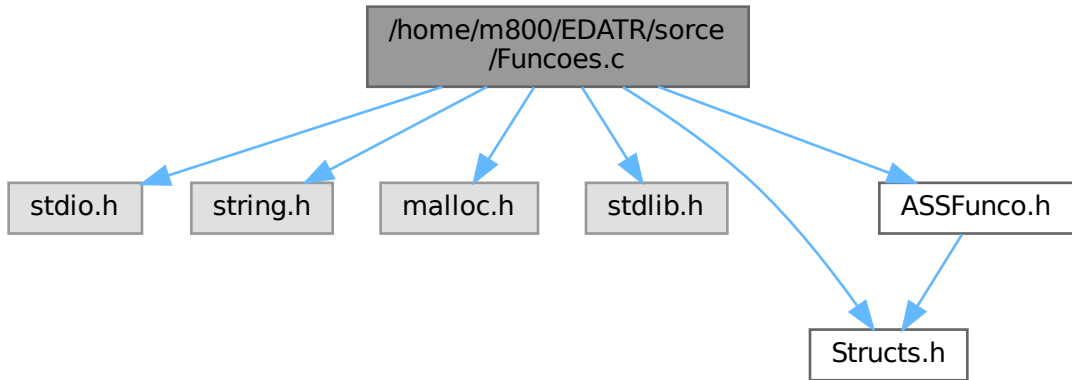 /home/m800/EDATR/sorce
/Funcoes.c
stdio.h
string.h
malloc.h
stdlib.h
ASSFunco.h
Structs.h